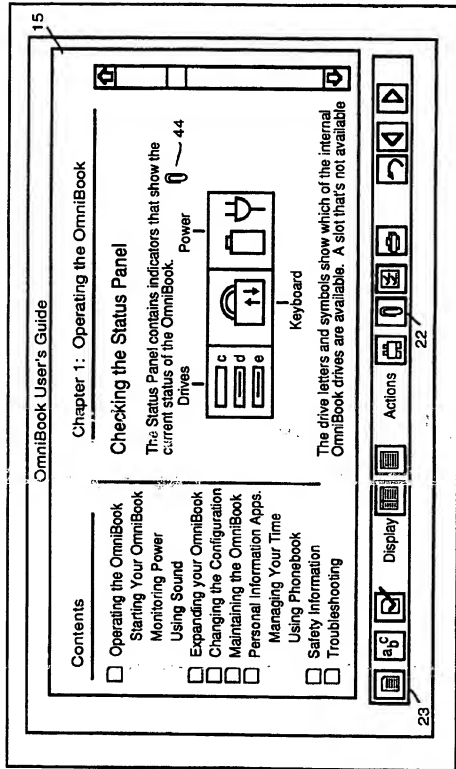 15
OmniBook User's Guide
Contents
Operating the OmniBook
Starting Your OmniBook
Monitoring Power
Using Sound
Expanding your OmniBook
Changing the Configuration
Maintaining the OmniBook
Personal Information Apps.
Managing Your Time
Using Phonebook
Safety Information
Troubleshooting
Chapter 1: Operating the OmniBook
Checking the Status Panel
The Status Panel contains indicators that show the
current status of the OmniBook.
44
Drives
Power
c
d
e
Keyboard
The drive letters and symbols show which of the internal
OmniBook drives are available. A slot that's not available
abc
Display
Actions
23
22